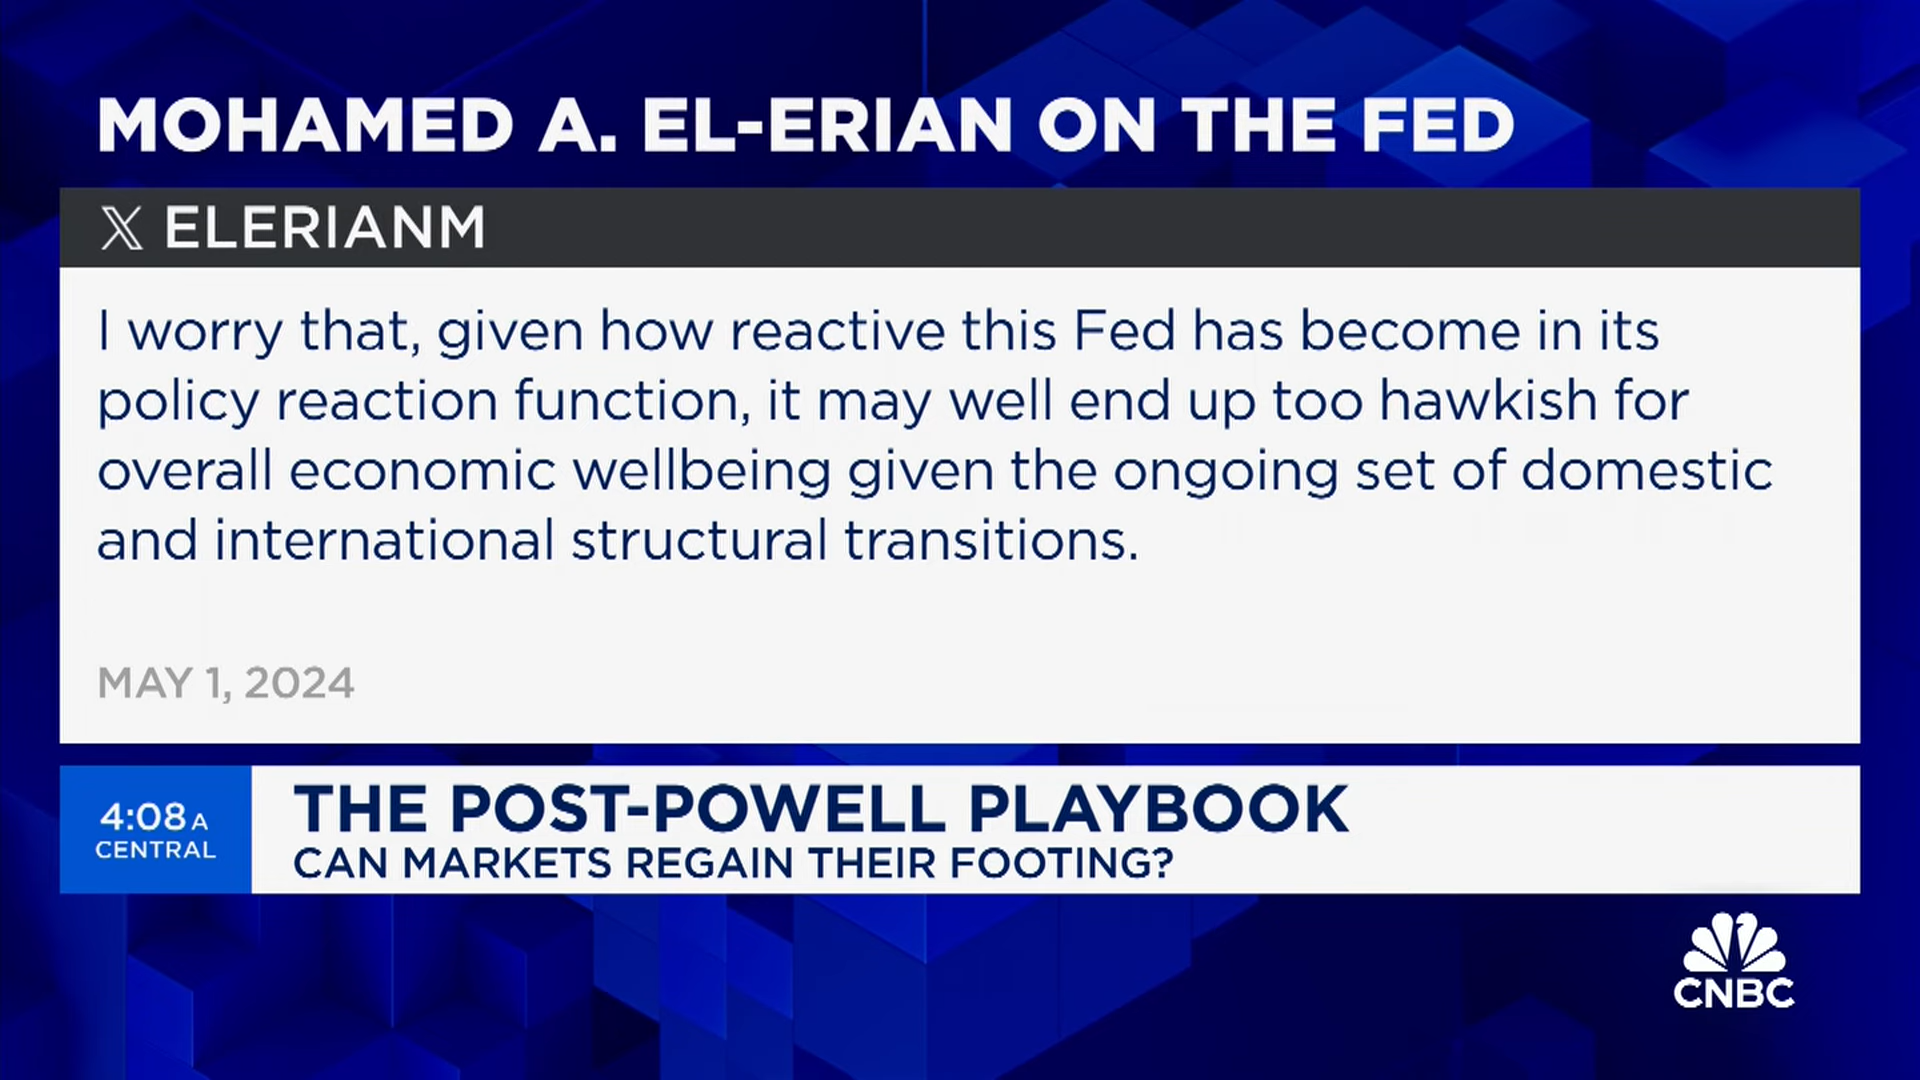 MOHAMED A. EL-ERIAN ON THE FED
X ELERIANM
I worry that, given how reactive this Fed has become in its
policy reaction function, it may well end up too hawkish for
overall economic wellbeing given the ongoing set of domestic
and international structural transitions.
MAY 1, 2024
4:08 A
CENTRAL
THE POST-POWELL PLAYBOOK
CAN MARKETS REGAIN THEIR FOOTING?
CNBC